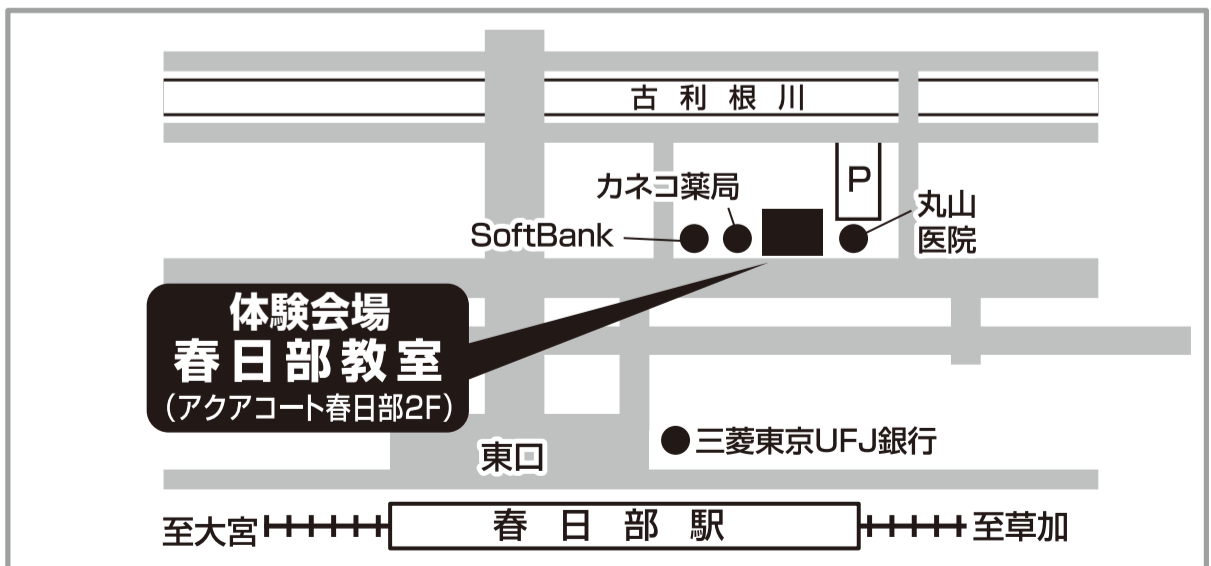 古利根川
P
カネコ薬局
丸山
医院
SoftBank
体験会場
春日部教室
(アクアコート春日部2F)
三菱東京UFJ銀行
東口
至大宮
春日部駅
至草加